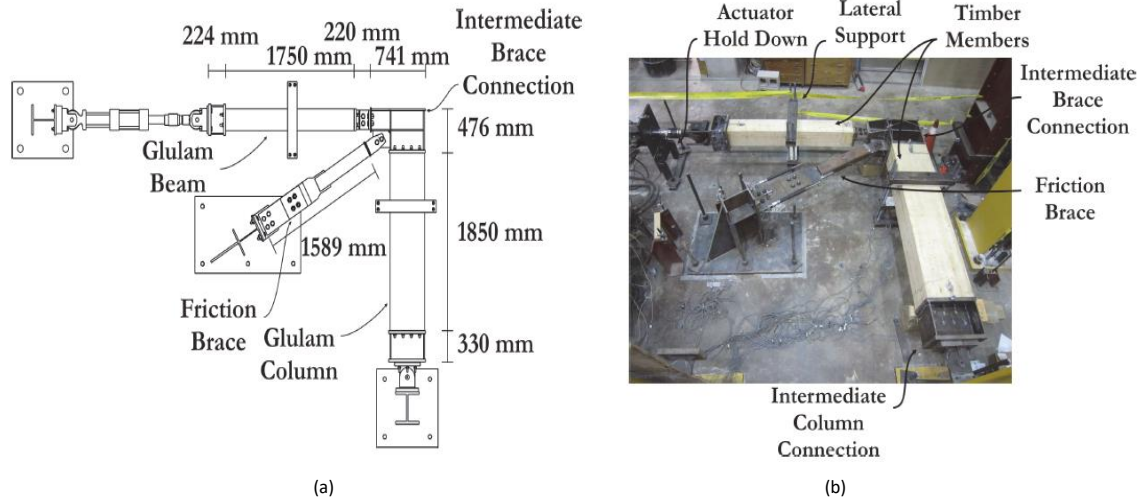 224 mm
220 mm
1750 mm
741 mm
Intermediate
Brace
Connection
476 mm
Glulam
Beam
1850 mm
1589 mm
Friction
Brace
Glulam
Column
330 mm
(a)
Actuator
Hold Down
Lateral
Support
Timber
Members
Intermediate
Brace
Connection
Friction
Brace
Intermediate
Column
Connection
(b)